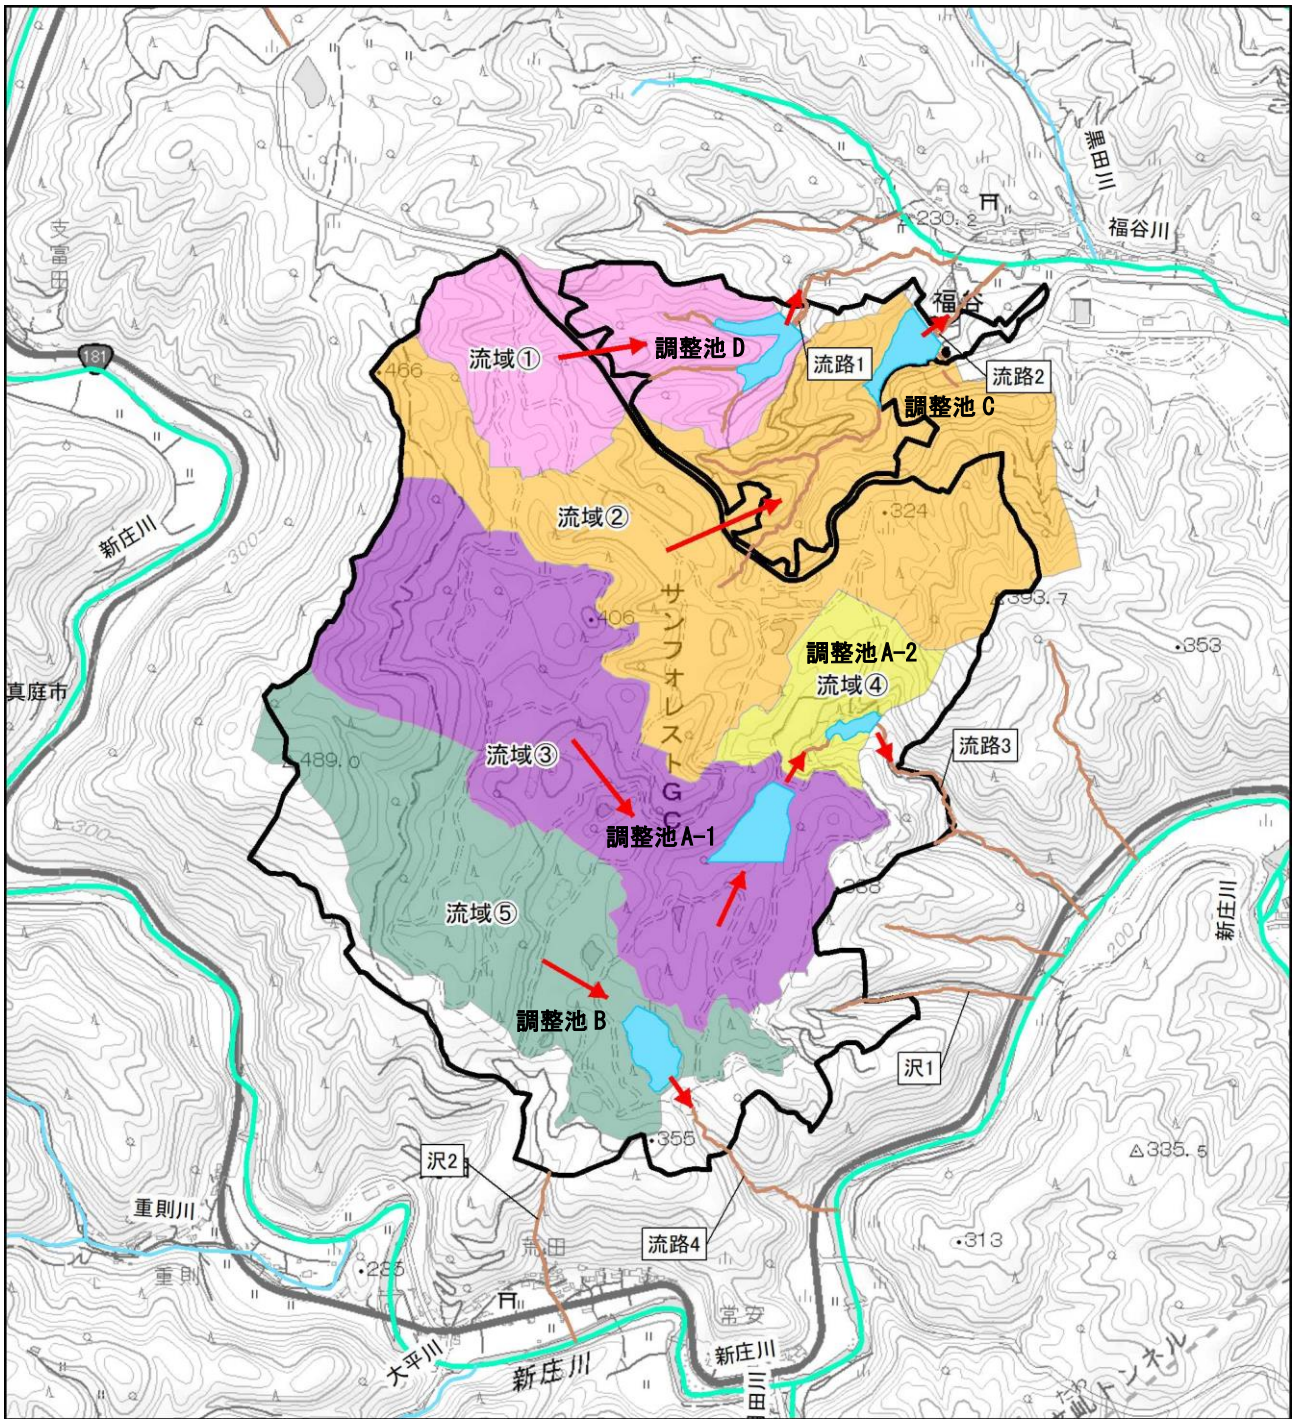 黒田川
福谷川
230.2
支富田
福谷
181
流域①
調整池 D
流路1
流路2
466
調整池 C
流域②
324
新庄川
300
サンフォレストGC
406
393.7
353
調整池 A-2
流域④
真庭市
流域③
489.0
流路3
調整池 A-1
300
388
流域⑤
新庄川
200
調整池 B
沢1
355
335.5
沢2
重則川
荒田
流路4
313
重則
285
常安
大平川
新庄川
新庄川
トンネル